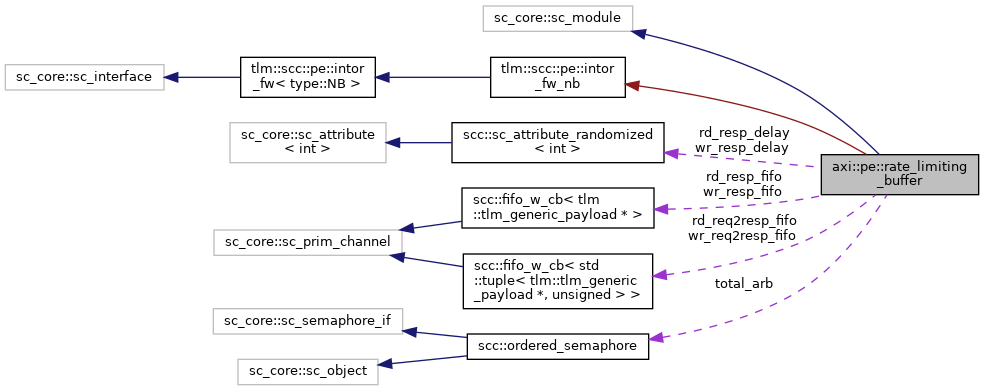 sc_core::sc_module
sc_core::sc_interface
tlm::scc::pe::intor
_fw< type::NB >
tlm::scc::pe::intor
_fw_nb
sc_core::sc_attribute
< int >
scc::sc_attribute_randomized
< int >
rd_resp_delay
wr_resp_delay
axi::pe::rate_limiting
_buffer
scc::fifo_w_cb< tlm
::tlm_generic_payload * >
rd_resp_fifo
wr_resp_fifo
sc_core::sc_prim_channel
scc::fifo_w_cb< std
::tuple< tlm::tlm_generic
_payload *, unsigned > >
rd_req2resp_fifo
wr_req2resp_fifo
total_arb
sc_core::sc_semaphore_if
scc::ordered_semaphore
sc_core::sc_object